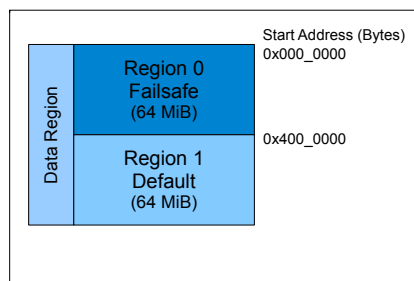 Start Address (Bytes)
0x000_0000
Data Region
Region 0
Failsafe
(64 MiB)
0x400_0000
Region 1
Default
(64 MiB)